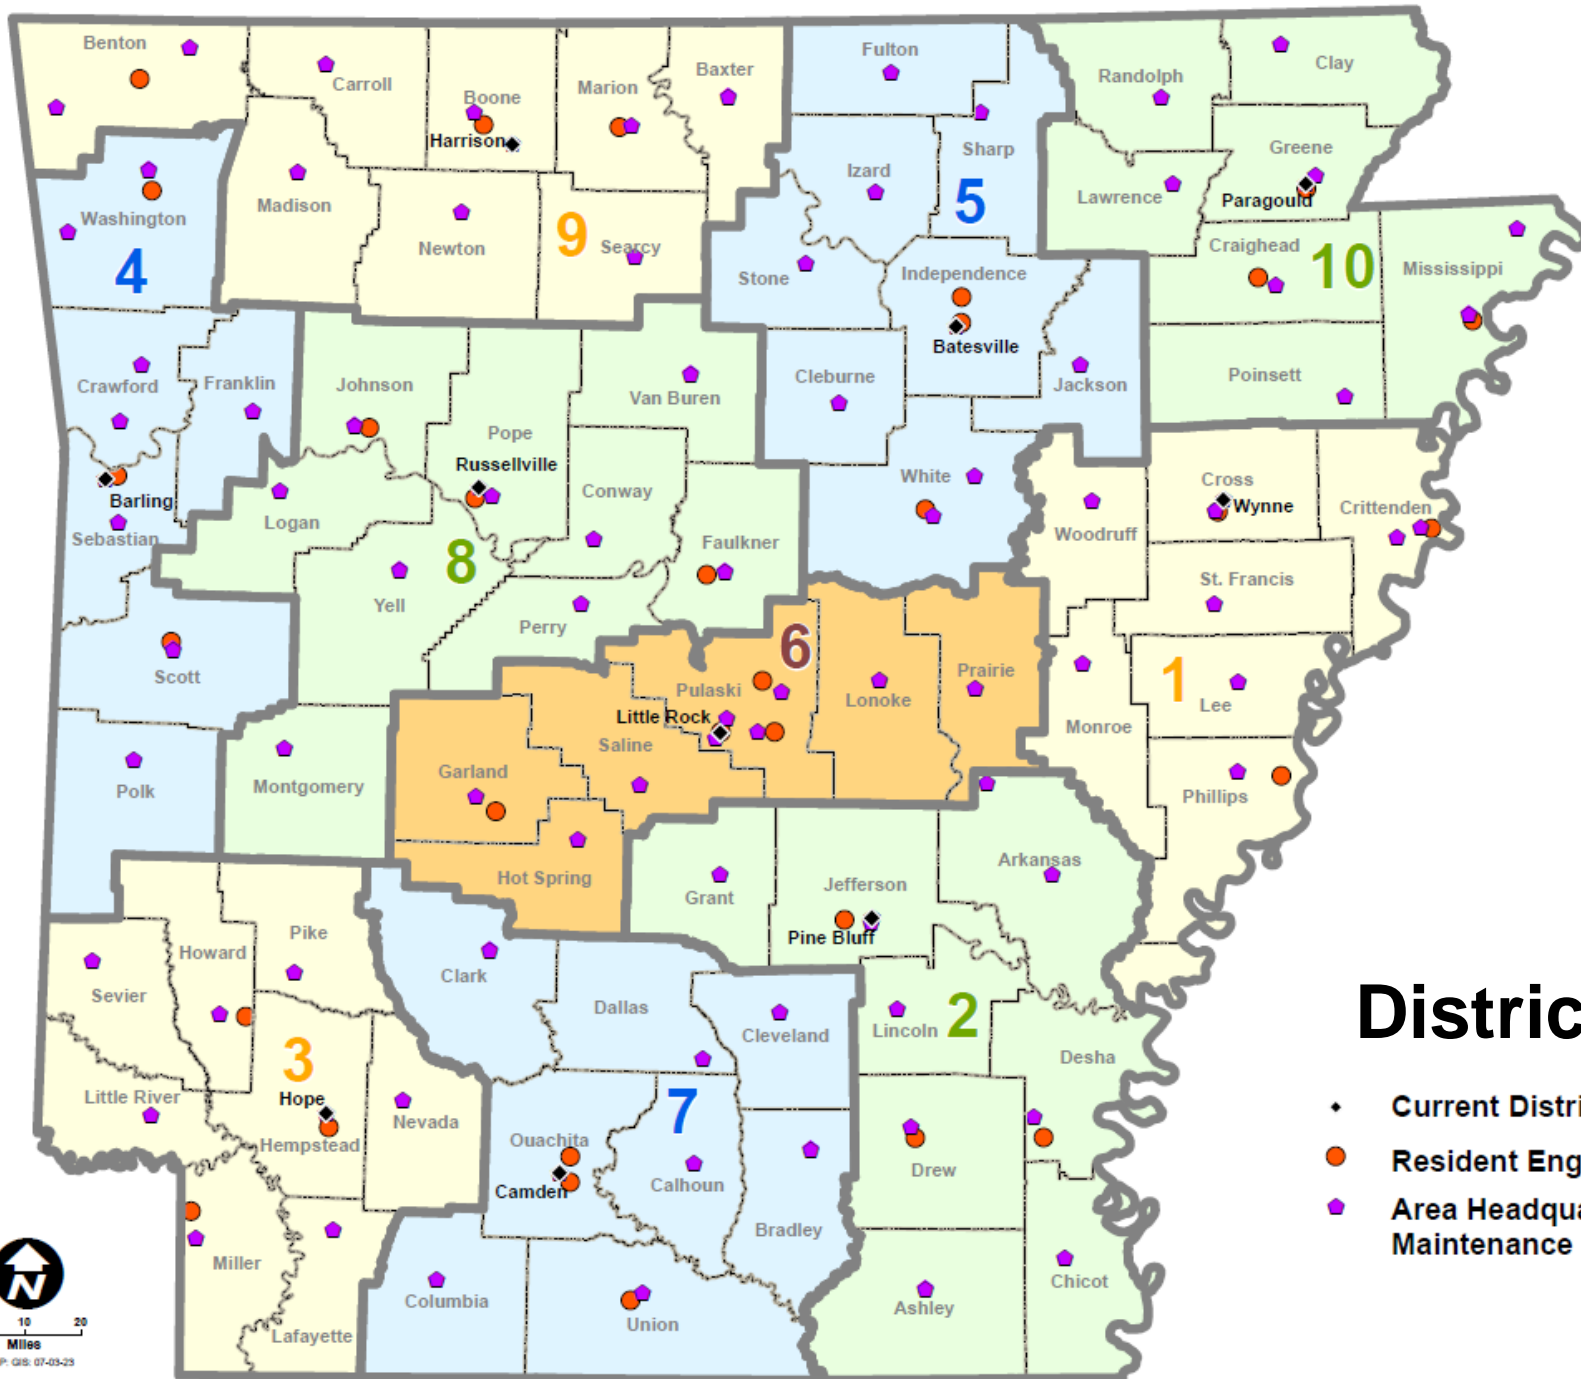 Benton
Carroll
Boone
Marion
Baxter
Fulton
Randolph
Clay
Harrison
Izard
Sharp
Greene
Lawrence
Paragould
Washington
Madison
Newton
9
Searcy
5
4
Stone
Independence
Craighead
10
Mississippi
Batesville
Crawford
Franklin
Johnson
Van Buren
Cleburne
Jackson
Poinsett
Pope
Russellville
Conway
White
Cross
Wynne
Crittenden
Barling
Sebastian
Logan
8
Faulkner
Woodruff
St. Francis
Yell
Perry
6
Scott
Pulaski
Little Rock
Saline
Lonoke
Prairie
1
Lee
Monroe
Polk
Montgomery
Garland
Phillips
Hot Spring
Grant
Jefferson
Arkansas
Pine Bluff
Howard
Pike
Sevier
Clark
Dallas
Cleveland
Lincoln
2
Desha
3
Little River
Hope
Hempstead
Nevada
7
Ouachita
Camden
Calhoun
Drew
Bradley
Miller
Lafayette
Columbia
Union
Ashley
Chicot
Distric
Current Distri
Resident Eng
Area Headqua
Maintenance
N
10 20
Miles
P: GIS: 07-03-23